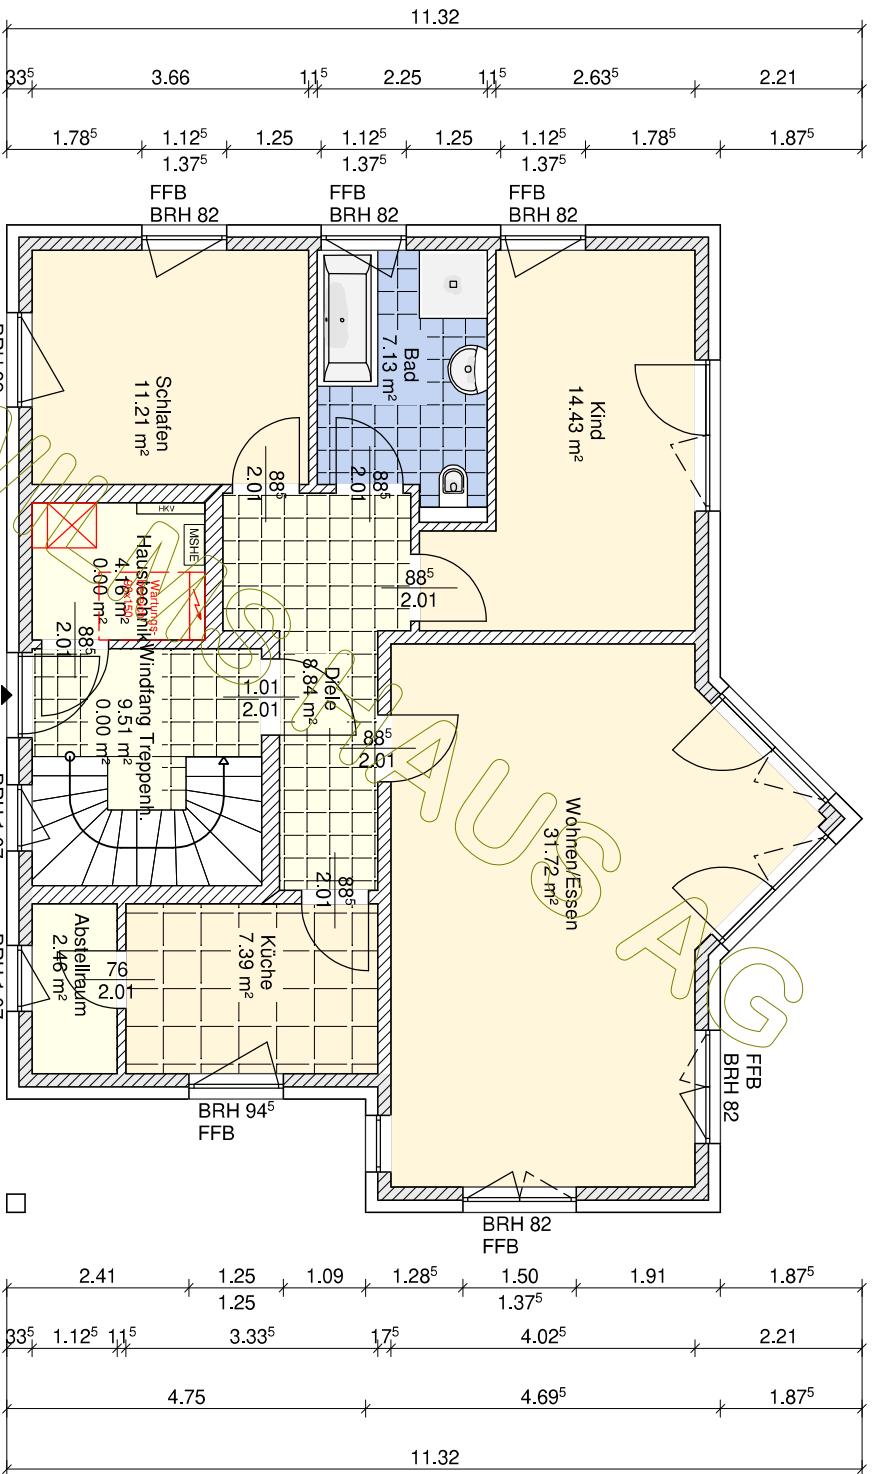 11.32
33⁵ 3.66 11⁵ 2.25 11⁵ 2.63⁵ 2.21
1.78⁵ 1.12⁵ 1.25 1.12⁵ 1.25 1.12⁵ 1.78⁵ 1.87⁵
1.37⁵ 1.37⁵ 1.37⁵
FFB
BRH 82
FFB
BRH 82
FFB
BRH 82
Schlafen
11.21 m²
Bad
7.13 m²
Kind
14.43 m²
88⁵
2.01
88⁵
2.01
88⁵
2.01
HKV
MSHE
Haustechnik
4.16 m²
0.00 m²
Wartungs-
88⁵
2.01
Windfang Treppenh.
9.51 m²
0.00 m²
1.01
2.01
Diele
8.84 m²
88⁵
2.01
88⁵
2.01
Wohnen/Essen
31.72 m²
Abstellraum
2.46 m²
76
2.01
Küche
7.39 m²
BRH 94⁵
FFB
FFB
BRH 82
BRH 82
FFB
HAUS AG
2.41 1.25 1.09 1.28⁵ 1.50 1.91 1.87⁵
1.25 1.37⁵
33⁵ 1.12⁵ 11⁵ 3.33⁵ 17⁵ 4.02⁵ 2.21
4.75 4.69⁵ 1.87⁵
11.32